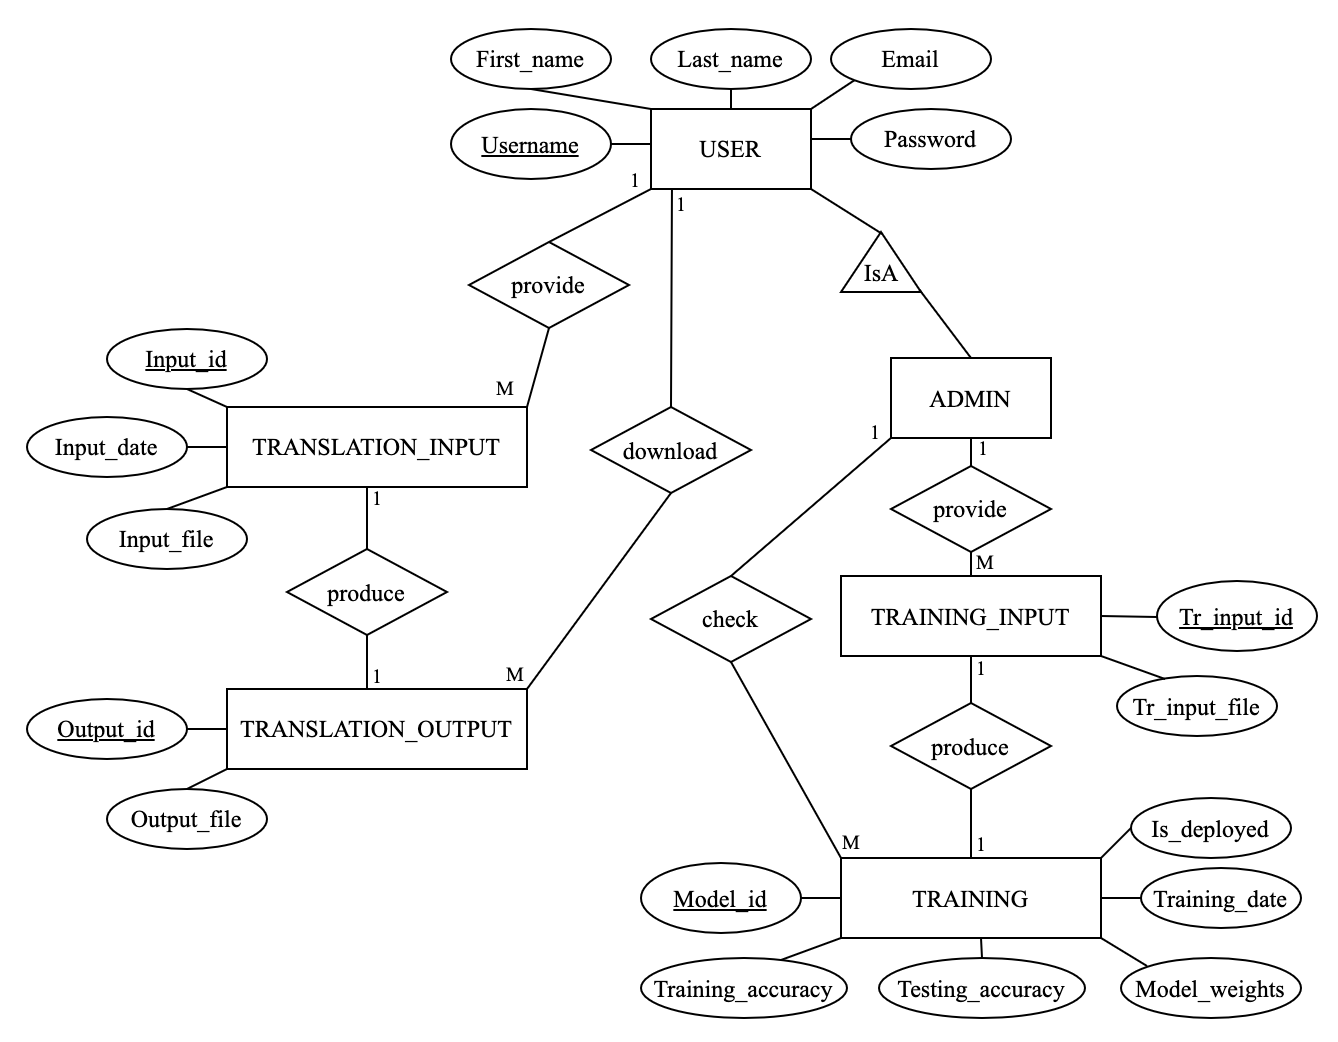 First_name
Last_name
Email
Username
USER
Password
1
1
provide
IsA
Input_id
M
ADMIN
Input_date
TRANSLATION_INPUT
download
1
1
1
provide
Input_file
M
produce
check
TRAINING_INPUT
Tr_input_id
1
M
1
Tr_input_file
Output_id
TRANSLATION_OUTPUT
produce
Output_file
M
1
Is_deployed
Model_id
TRAINING
Training_date
Training_accuracy
Testing_accuracy
Model_weights